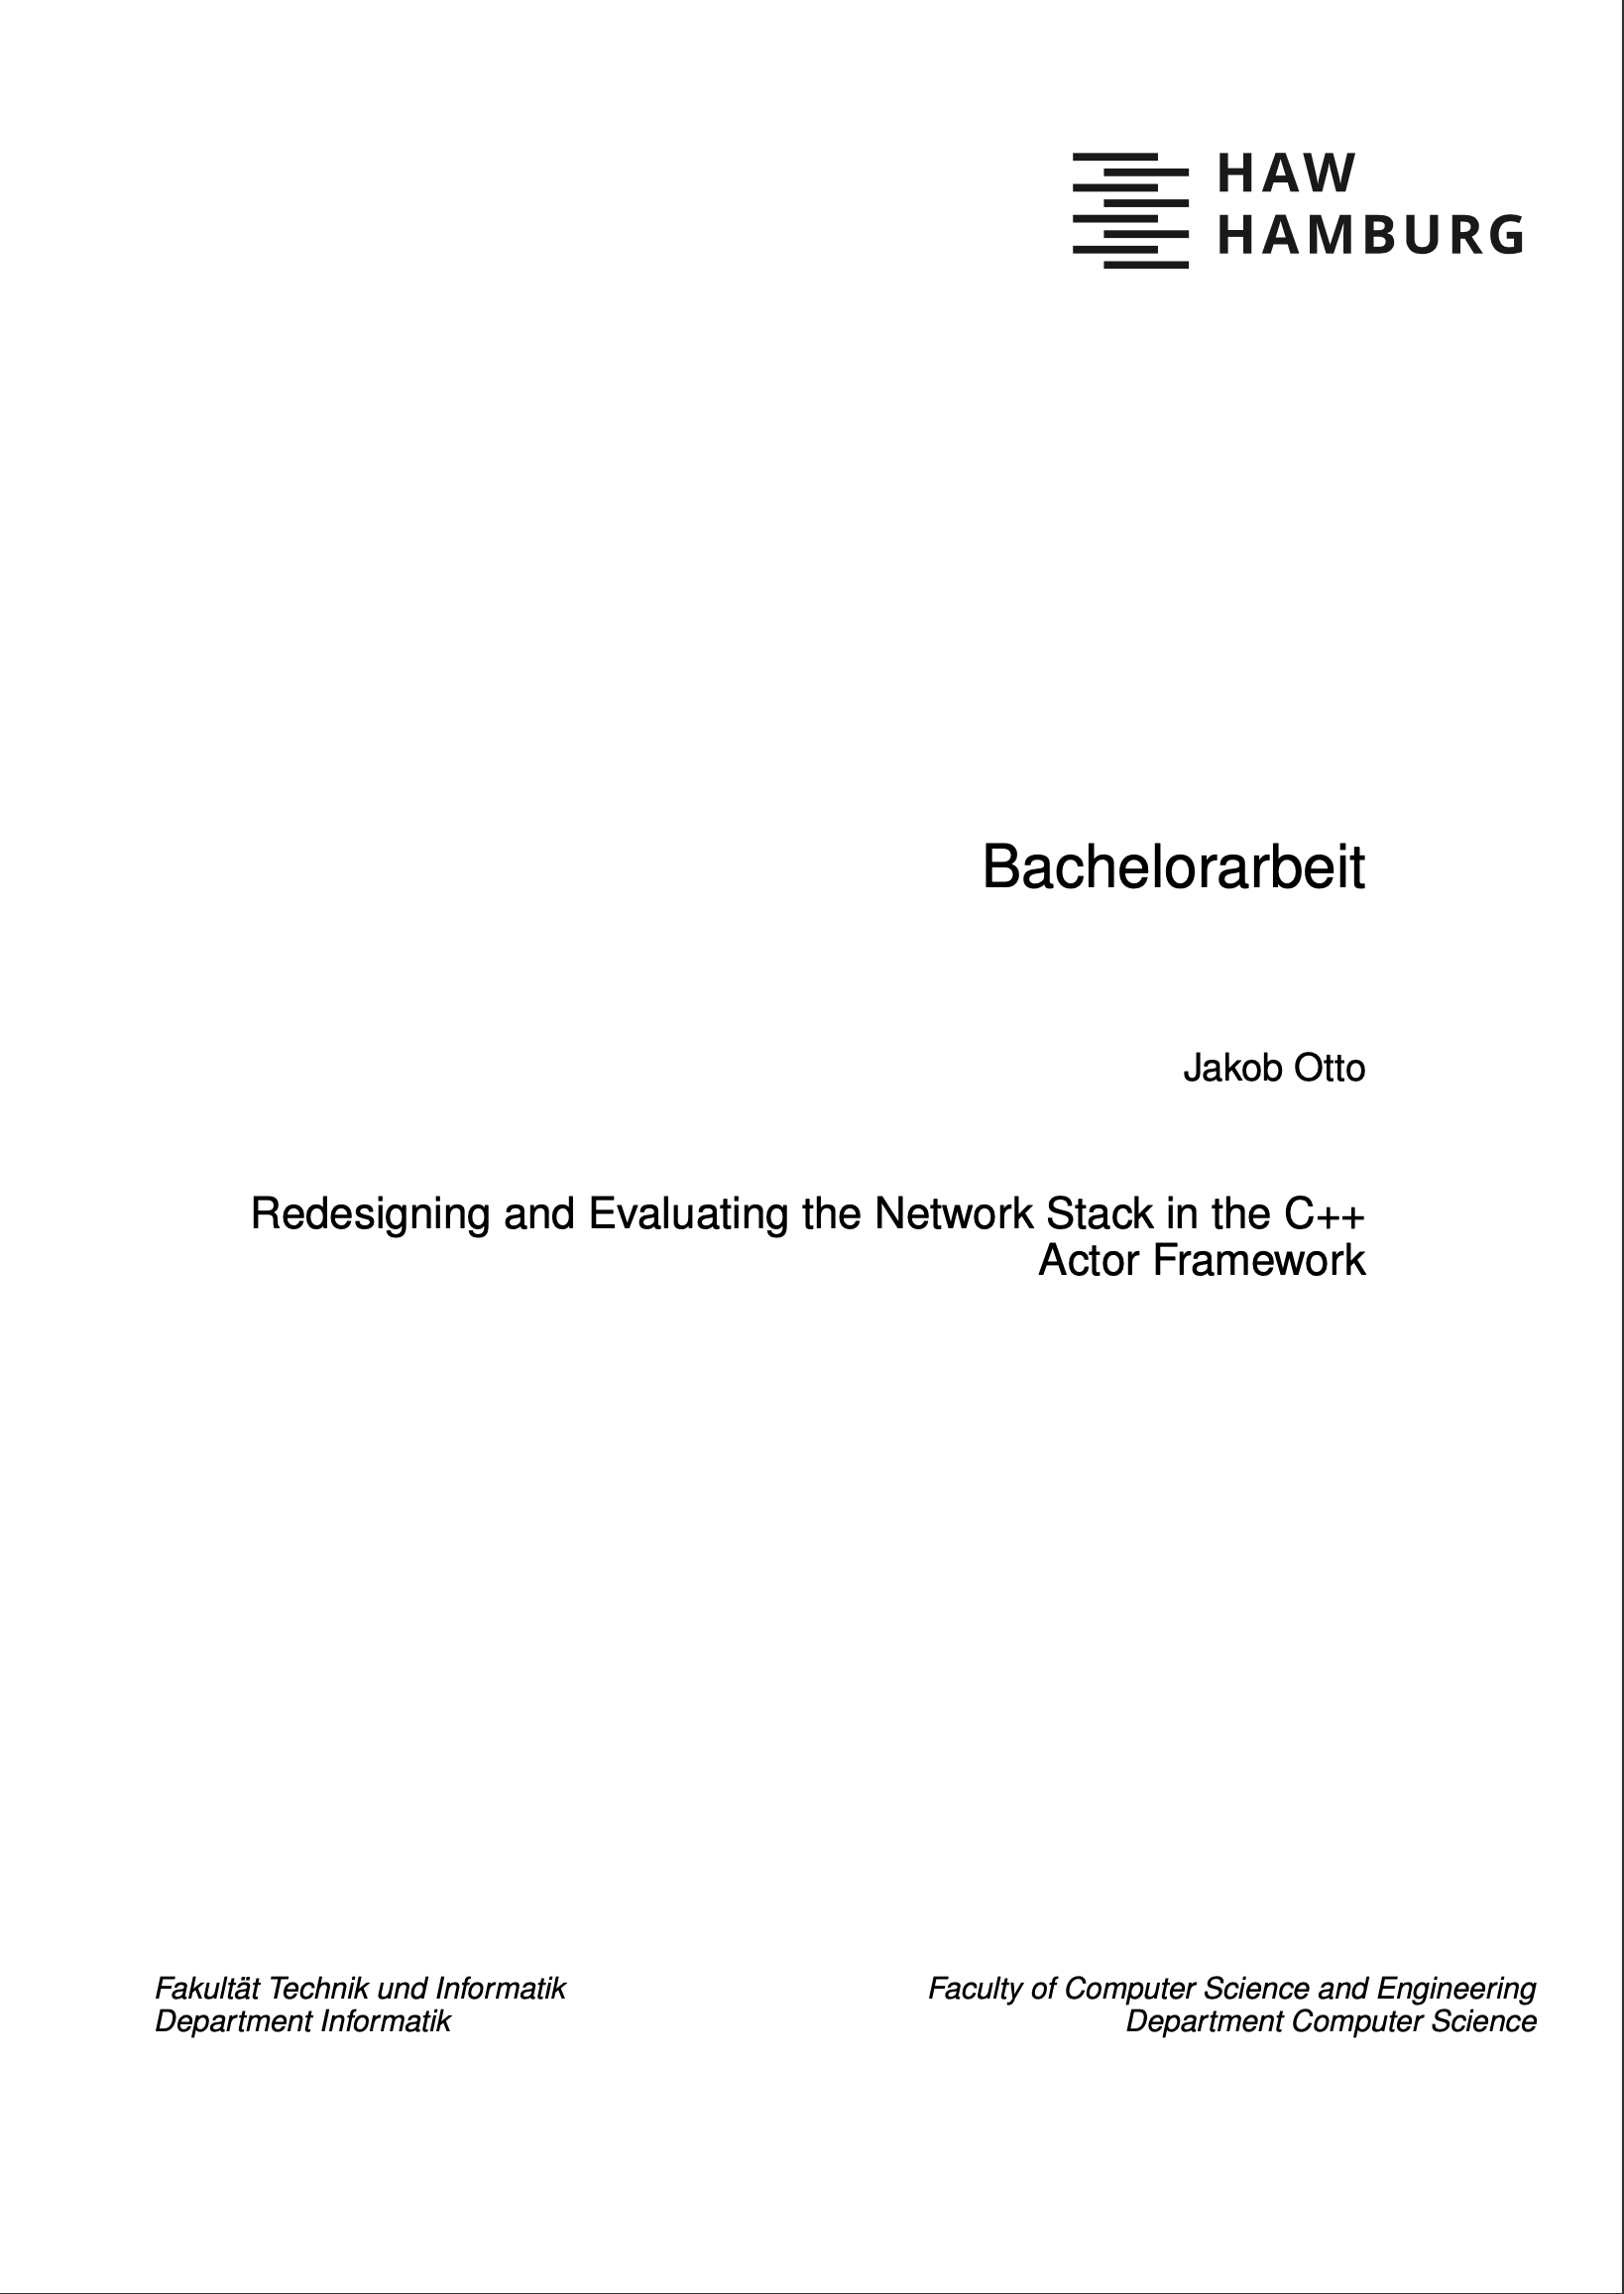 HAW
HAMBURG
Bachelorarbeit
Jakob Otto
Redesigning and Evaluating the Network Stack in the C++
Actor Framework
Fakultät Technik und Informatik
Department Informatik
Faculty of Computer Science and Engineering
Department Computer Science